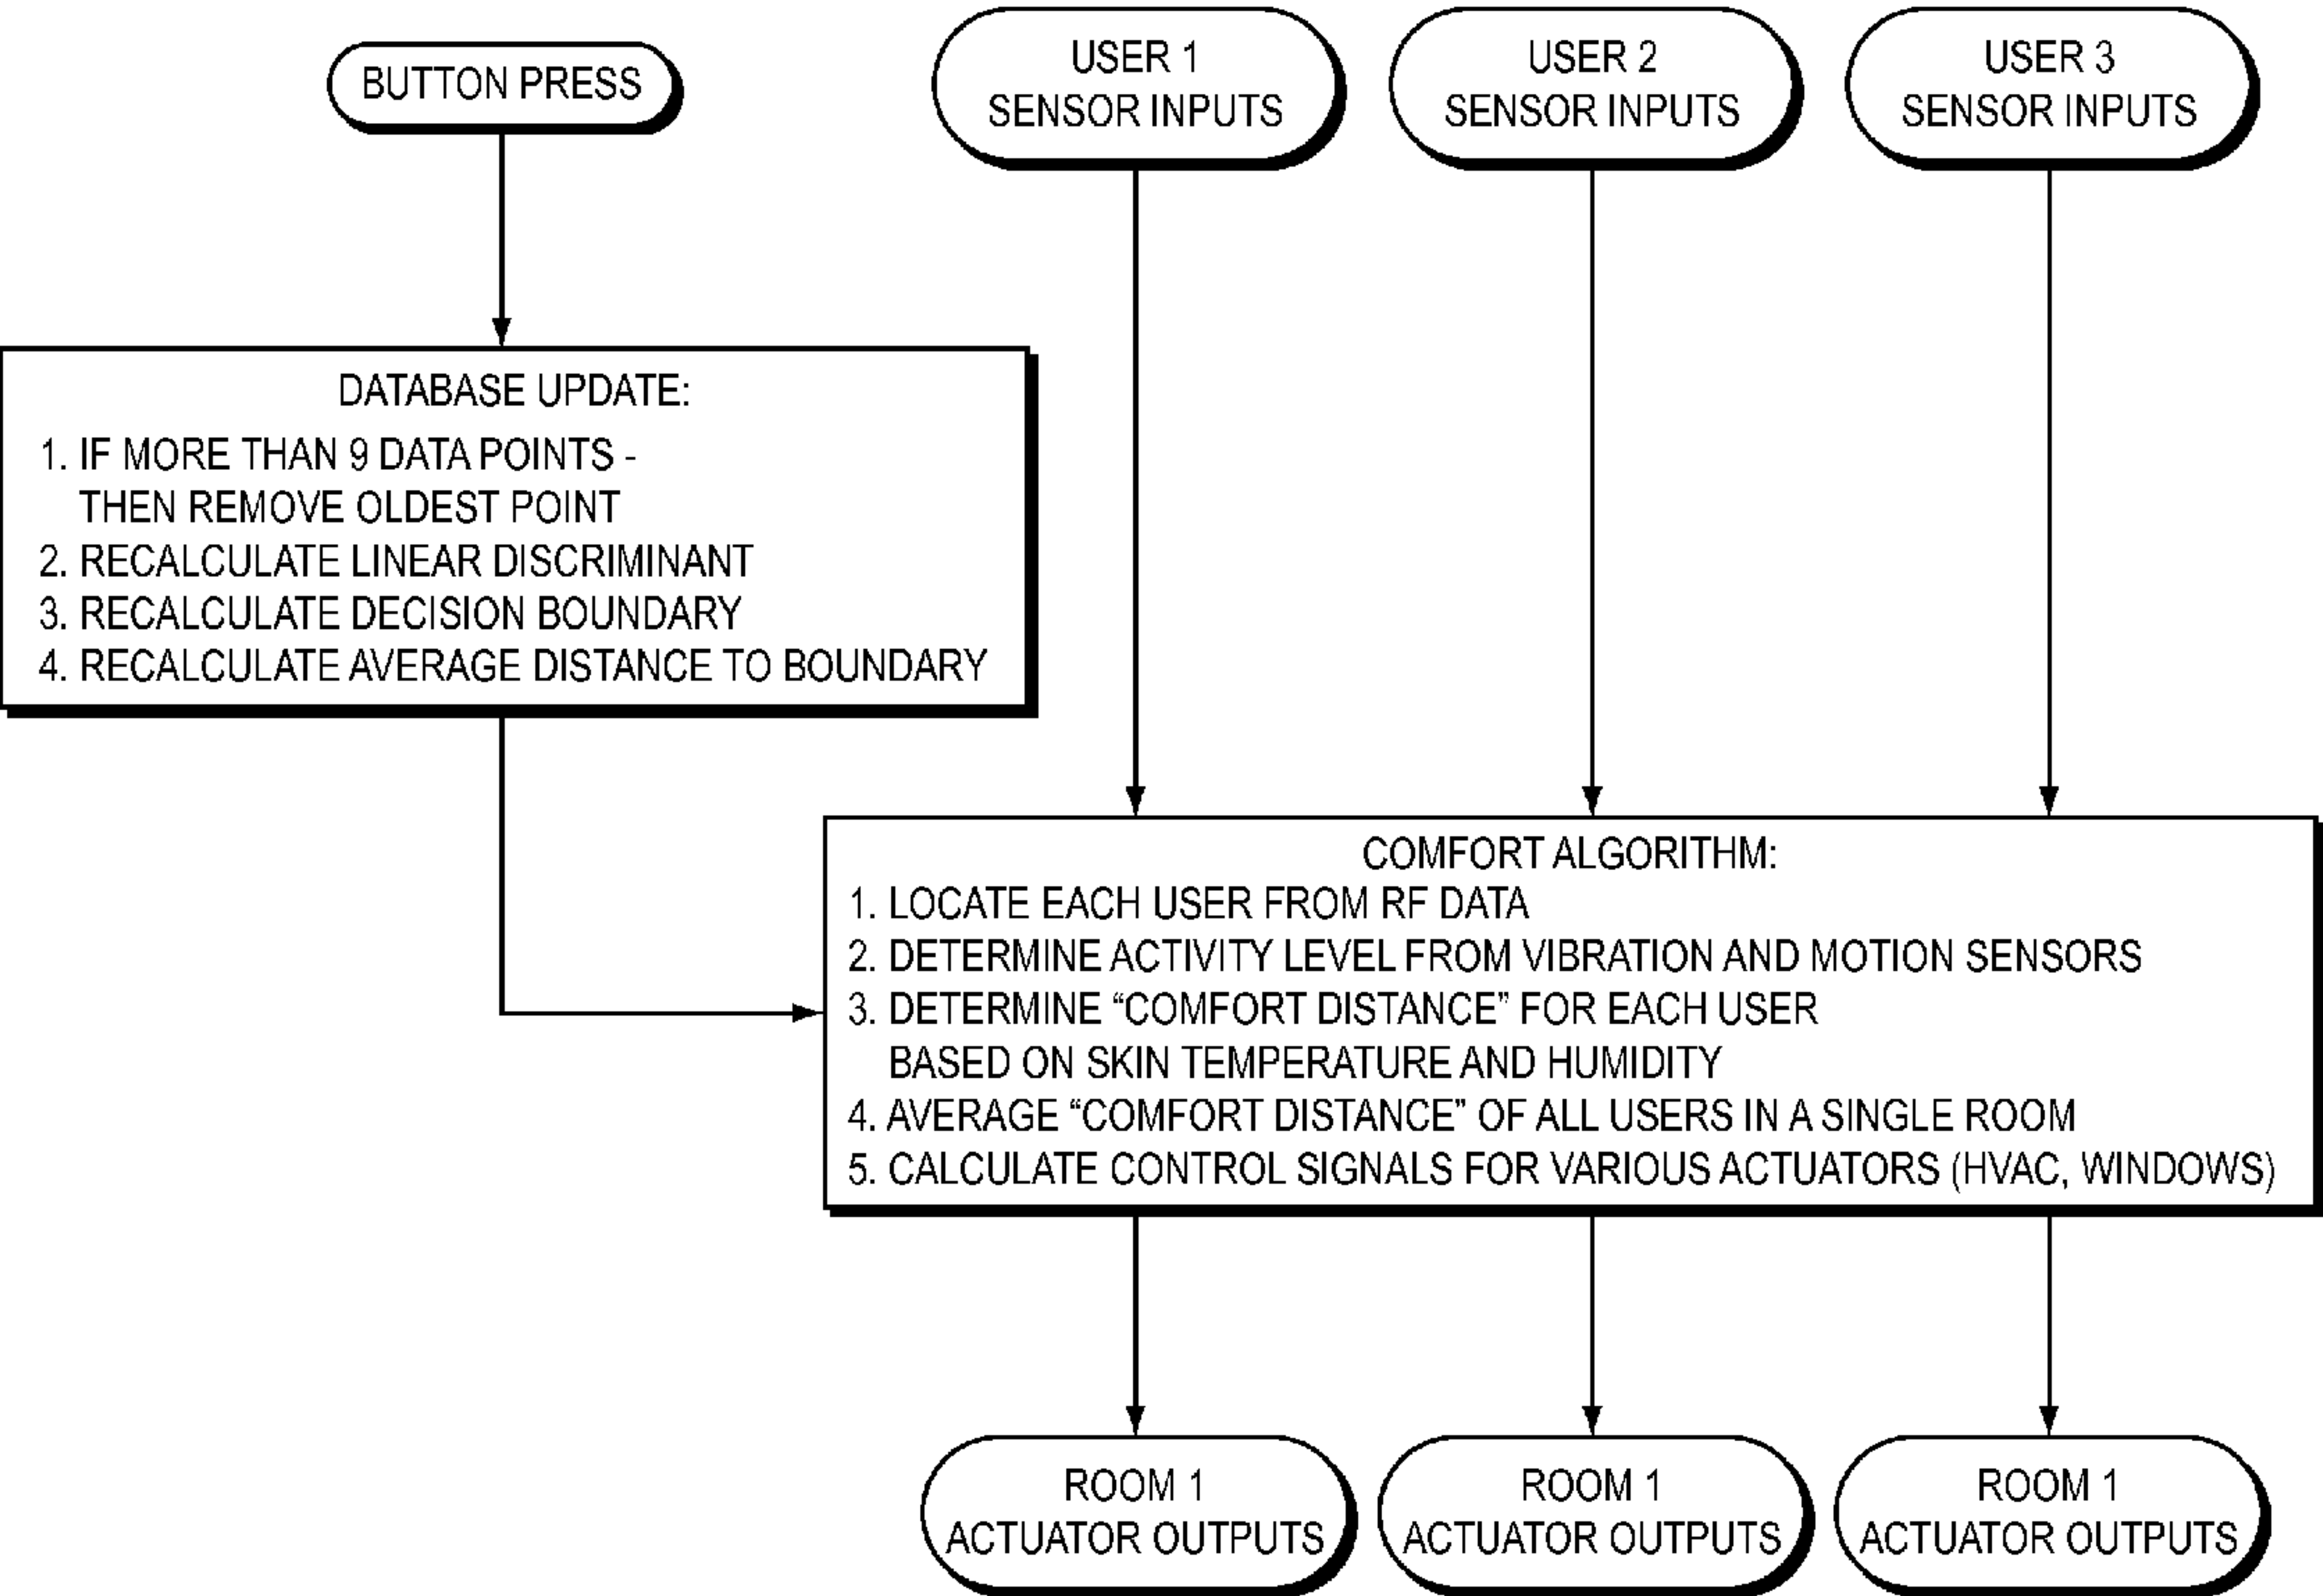 BUTTON PRESS
USER 1
SENSOR INPUTS
USER 2
SENSOR INPUTS
USER 3
SENSOR INPUTS
DATABASE UPDATE:
1. IF MORE THAN 9 DATA POINTS -
THEN REMOVE OLDEST POINT
2. RECALCULATE LINEAR DISCRIMINANT
3. RECALCULATE DECISION BOUNDARY
4. RECALCULATE AVERAGE DISTANCE TO BOUNDARY
COMFORT ALGORITHM:
1. LOCATE EACH USER FROM RF DATA
2. DETERMINE ACTIVITY LEVEL FROM VIBRATION AND MOTION SENSORS
3. DETERMINE “COMFORT DISTANCE” FOR EACH USER
BASED ON SKIN TEMPERATURE AND HUMIDITY
4. AVERAGE “COMFORT DISTANCE” OF ALL USERS IN A SINGLE ROOM
5. CALCULATE CONTROL SIGNALS FOR VARIOUS ACTUATORS (HVAC, WINDOWS)
ROOM 1
ACTUATOR OUTPUTS
ROOM 1
ACTUATOR OUTPUTS
ROOM 1
ACTUATOR OUTPUTS